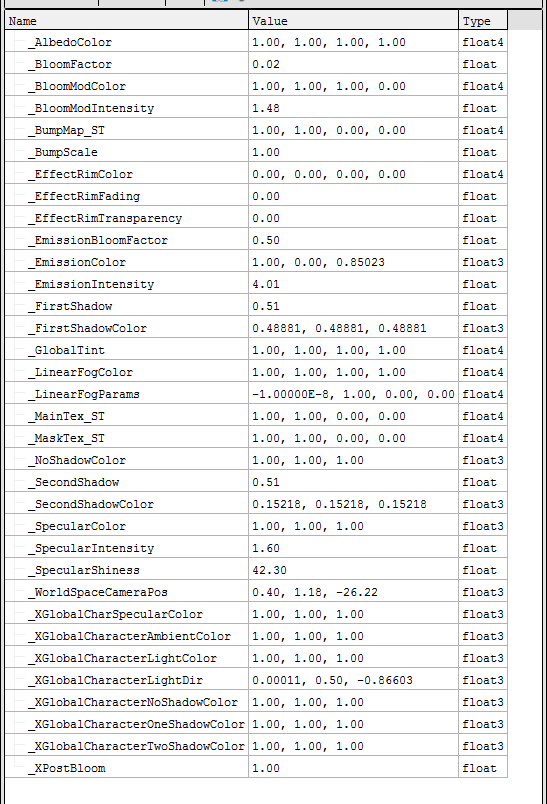 Name Value Type
_AlbedoColor 1.00, 1.00, 1.00, 1.00 float4
_BloomFactor 0.02 float
_BloomModColor 1.00, 1.00, 1.00, 0.00 float4
_BloomModIntensity 1.48 float
_BumpMap_ST 1.00, 1.00, 0.00, 0.00 float4
_BumpScale 1.00 float
_EffectRimColor 0.00, 0.00, 0.00, 0.00 float4
_EffectRimFading 0.00 float
_EffectRimTransparency 0.00 float
_EmissionBloomFactor 0.50 float
_EmissionColor 1.00, 0.00, 0.85023 float3
_EmissionIntensity 4.01 float
_FirstShadow 0.51 float
_FirstShadowColor 0.48881, 0.48881, 0.48881 float3
_GlobalTint 1.00, 1.00, 1.00, 1.00 float4
_LinearFogColor 1.00, 1.00, 1.00, 1.00 float4
_LinearFogParams -1.00000E-8, 1.00, 0.00, 0.00 float4
_MainTex_ST 1.00, 1.00, 0.00, 0.00 float4
_MaskTex_ST 1.00, 1.00, 0.00, 0.00 float4
_NoShadowColor 1.00, 1.00, 1.00 float3
_SecondShadow 0.51 float
_SecondShadowColor 0.15218, 0.15218, 0.15218 float3
_SpecularColor 1.00, 1.00, 1.00 float3
_SpecularIntensity 1.60 float
_SpecularShiness 42.30 float
_WorldSpaceCameraPos 0.40, 1.18, -26.22 float3
_XGlobalCharSpecularColor 1.00, 1.00, 1.00 float3
_XGlobalCharacterAmbientColor 1.00, 1.00, 1.00 float3
_XGlobalCharacterLightColor 1.00, 1.00, 1.00 float3
_XGlobalCharacterLightDir 0.00011, 0.50, -0.86603 float3
_XGlobalCharacterNoShadowColor 1.00, 1.00, 1.00 float3
_XGlobalCharacterOneShadowColor 1.00, 1.00, 1.00 float3
_XGlobalCharacterTwoShadowColor 1.00, 1.00, 1.00 float3
_XPostBloom 1.00 float